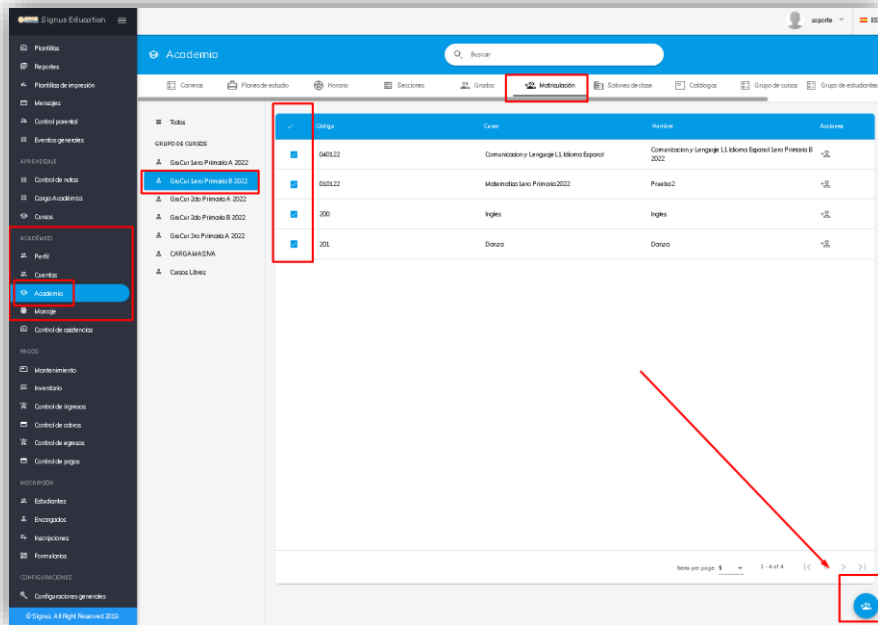 Signus Education
soporte
ES
Plantillas
Reportes
Plantillas de impresión
Mensajes
Control parental
Eventos generales
APRENDIZAJE
Control de notas
Carga Académica
Cursos
ACADÉMICO
Perfil
Cuentas
Academia
Marcaje
Control de asistencias
PAGOS
Mantenimiento
Inventario
Control de ingresos
Control de cobros
Control de egresos
Control de pagos
INSCRIPCIÓN
Estudiantes
Encargados
Inscripciones
Formularios
CONFIGURACIONES
Configuraciones generales
© Signus. All Right Reserved 2019.
Academia
Buscar
Carreras
Planes de estudio
Horario
Secciones
Grados
Matriculación
Salones de clase
Catálogos
Grupo de cursos
Grupo de estudiantes
Todos
GRUPO DE CURSOS
GruCur 1ero Primaria A 2022
GruCur 1ero Primaria B 2022
GruCur 2do Primaria A 2022
GruCur 2do Primaria B 2022
GruCur 3ro Primaria A 2022
CARGA MASIVA
Cursos Libres
Código Curso Nombre Acciones
040122 Comunicacion y Lenguaje L1 Idioma Espanol Comunicacion y Lenguaje L1 Idioma Espanol 1ero Primaria B
2022
010122 Matematica 1ero Primaria 2022 Prueba 2
200 Ingles Ingles
201 Danza Danza
Items per page: 5 1 - 4 of 4